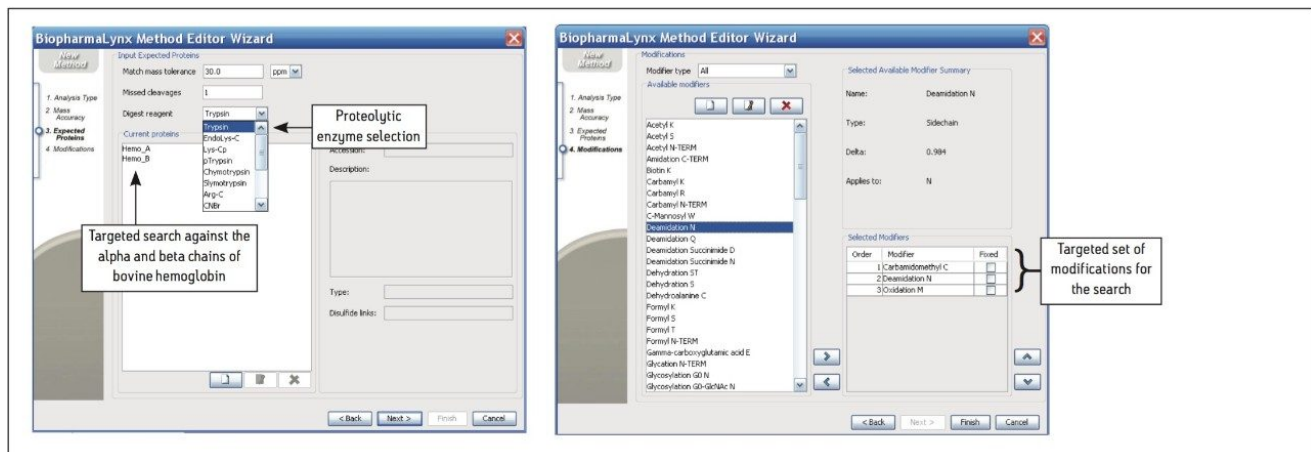 BiopharmaLynx Method Editor Wizard
New Method
1. Analysis Type
2. Mass Accuracy
3. Expected Proteins
4. Modifications
Input Expected Proteins
Match mass tolerance 30.0 ppm
Missed cleavages 1
Digest reagent Trypsin
Trypsin
EndoLys-C
Lys-Cp
pTrypsin
Chymotrypsin
Slymotrypsin
Arg-C
CNBr
Current proteins
Hemo_A
Hemo_B
Accession:
Description:
Type:
Disulfide links:
Proteolytic
enzyme selection
Targeted search against the
alpha and beta chains of
bovine hemoglobin
< Back Next > Finish Cancel
BiopharmaLynx Method Editor Wizard
New Method
1. Analysis Type
2. Mass Accuracy
3. Expected Proteins
4. Modifications
Modifications
Modifier type All
Available modifiers
Acetyl K
Acetyl S
Acetyl N-TERM
Amidation C-TERM
Biotin K
Carbamyl K
Carbamyl R
Carbamyl N-TERM
C-Mannosyl W
Deamidation N
Deamidation Q
Deamidation Succinimide D
Deamidation Succinimide N
Dehydration ST
Dehydration S
Dehydroalanine C
Formyl K
Formyl S
Formyl T
Formyl N-TERM
Gamma-carboxyglutamic acid E
Glycation N-TERM
Glycosylation G0 N
Glycosylation G0-GlcNAc N
Selected Available Modifier Summary
Name: Deamidation N
Type: Sidechain
Delta: 0.984
Applies to: N
Selected Modifiers
Order Modifier Fixed
1 Carbamidomethyl C
2 Deamidation N
3 Oxidation M
Targeted set of
modifications for
the search
< Back Next > Finish Cancel